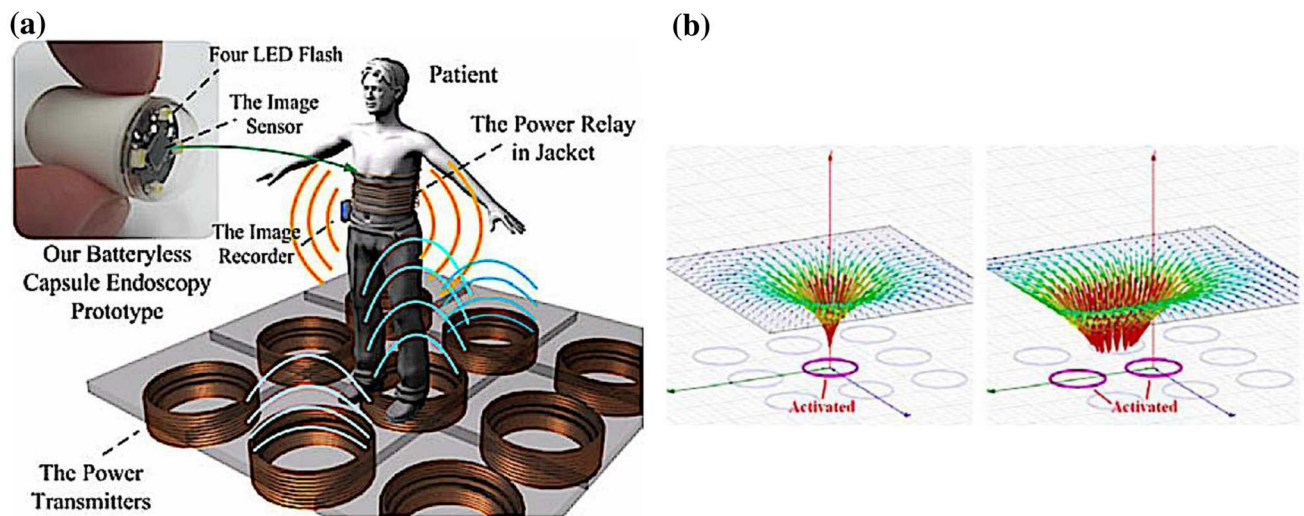 (a)
Four LED Flash
The Image
Sensor
Our Batteryless
Capsule Endoscopy
Prototype
Patient
The Power Relay
in Jacket
The Image
Recorder
The Power
Transmitters
(b)
Activated
Activated